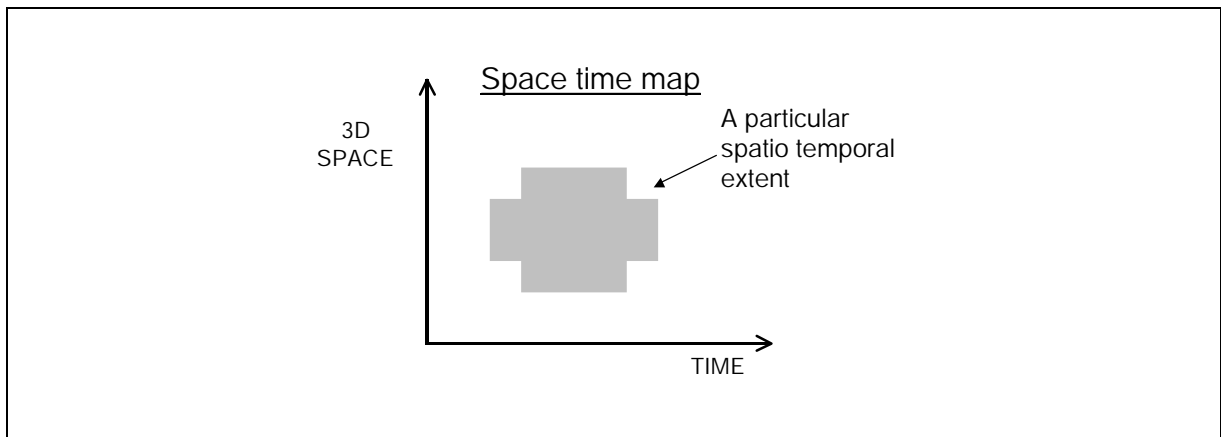 Space time map
3D
SPACE
A particular
spatio temporal
extent
TIME